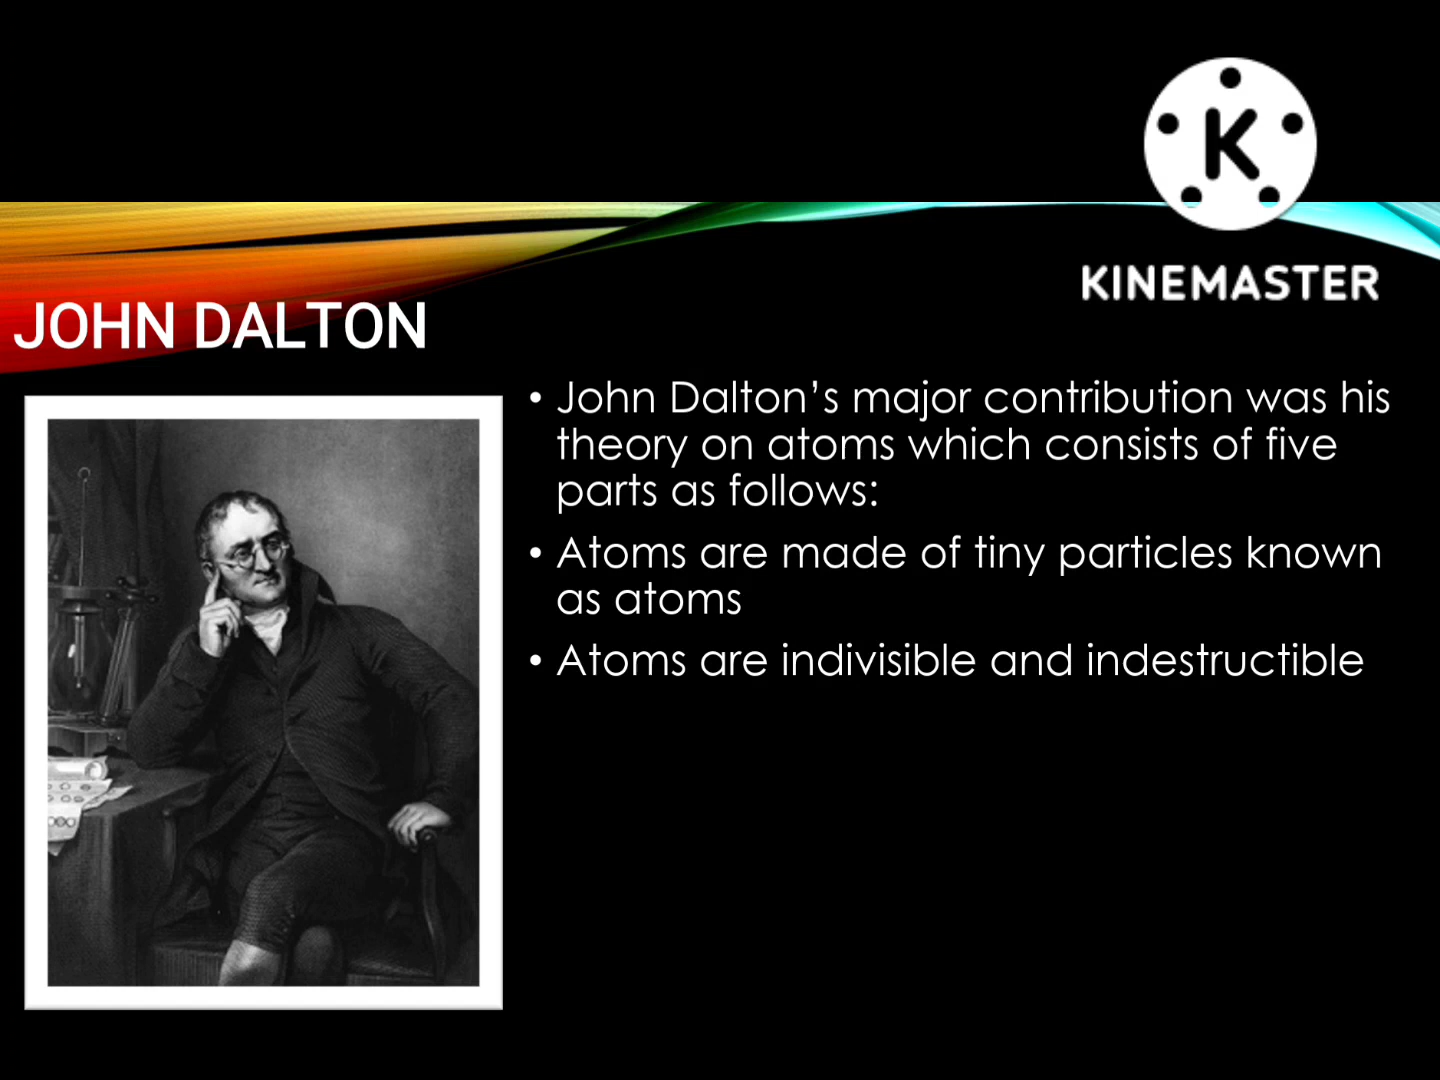 K
KINEMASTER
JOHN DALTON
• John Dalton’s major contribution was his
theory on atoms which consists of five
parts as follows:
• Atoms are made of tiny particles known
as atoms
• Atoms are indivisible and indestructible